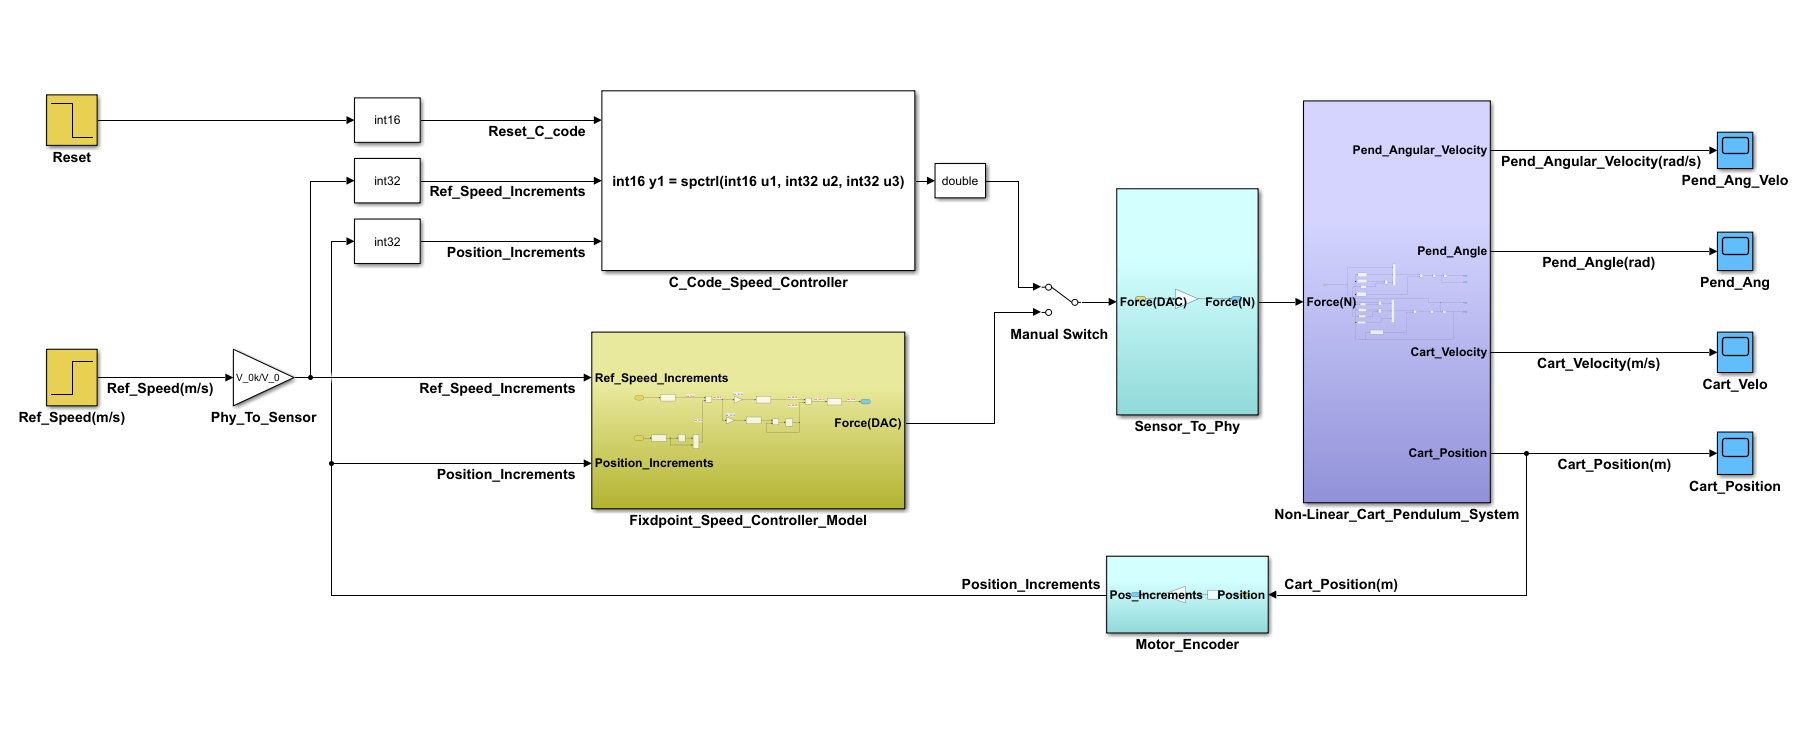 Reset
int16
Reset_C_code
int32
Ref_Speed_Increments
int32
Position_Increments
int16 y1 = spctrl(int16 u1, int32 u2, int32 u3)
C_Code_Speed_Controller
double
Manual Switch
Ref_Speed(m/s)
Ref_Speed(m/s)
V_0k/V_0
Phy_To_Sensor
Ref_Speed_Increments
Position_Increments
Ref_Speed_Increments
Force(DAC)
Position_Increments
Fixdpoint_Speed_Controller_Model
Force(DAC)
Force(N)
Sensor_To_Phy
Pend_Angular_Velocity
Pend_Angle
Force(N)
Cart_Velocity
Cart_Position
Non-Linear_Cart_Pendulum_System
Pend_Angular_Velocity(rad/s)
Pend_Ang_Velo
Pend_Angle(rad)
Pend_Ang
Cart_Velocity(m/s)
Cart_Velo
Cart_Position(m)
Cart_Position
Position_Increments
Pos_Increments
Position
Cart_Position(m)
Motor_Encoder